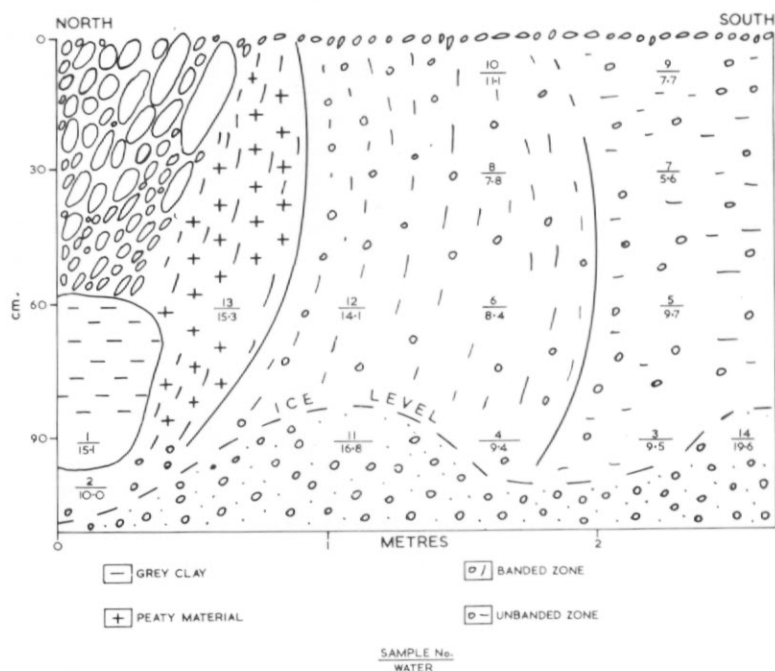 NORTH SOUTH
0
10 9
11·1 7·7
30
8 7
7·8 5·6
60
13 12 6 5
15·3 14·1 8·4 9·7
cm.
ICE LEVEL
90
1 11 4 3 14
15·1 16·8 9·4 9·5 19·6
2
10·0
0 1 METRES 2
GREY CLAY BANDED ZONE
PEATY MATERIAL UNBANDED ZONE
SAMPLE No.
WATER